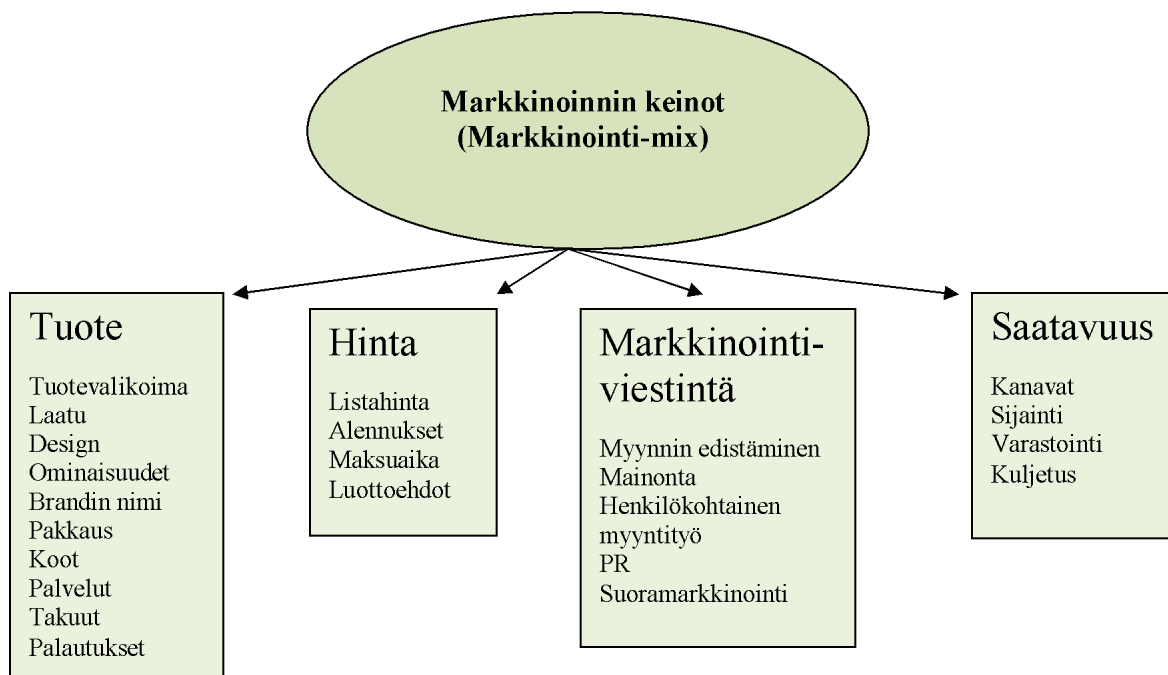 Markkinoinnin keinot
(Markkinointi-mix)
Tuote
Tuotevalikoima
Laatu
Design
Ominaisuudet
Brandin nimi
Pakkaus
Koot
Palvelut
Takuut
Palautukset
Hinta
Listahinta
Alennukset
Maksuaika
Luottoehdot
Markkinointi-
viestintä
Myynnin edistäminen
Mainonta
Henkilökohtainen
myyntityö
PR
Suoramarkkinointi
Saatavuus
Kanavat
Sijainti
Varastointi
Kuljetus